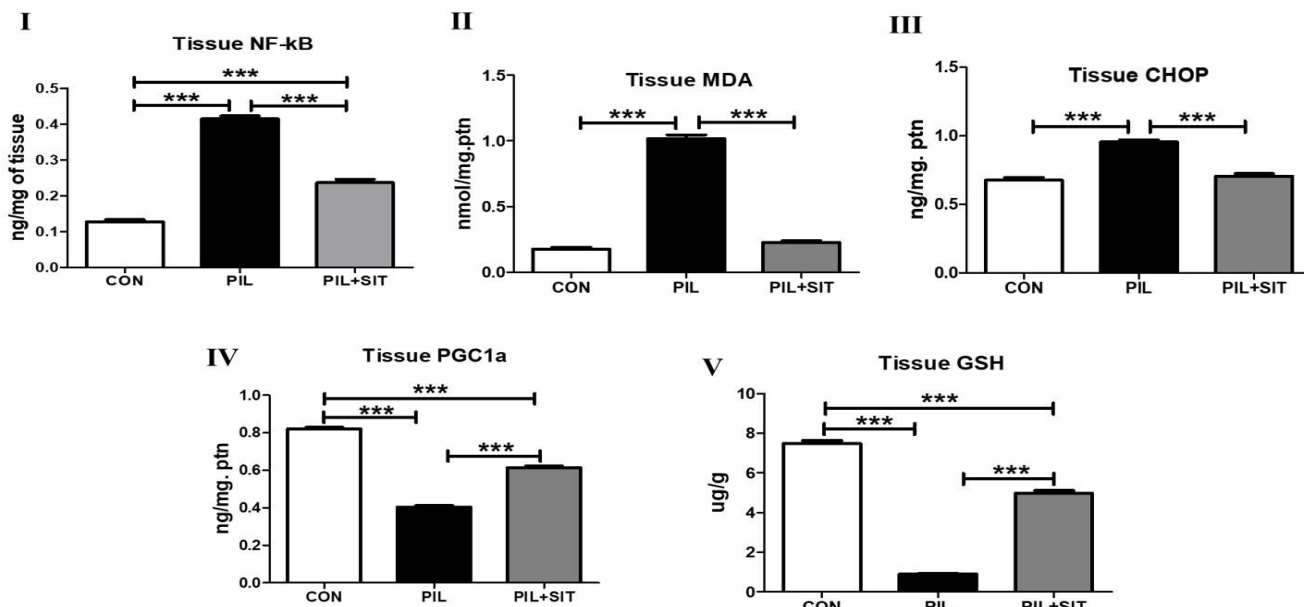 I
Tissue NF-kB
ng/mg of tissue
0.5
0.4
0.3
0.2
0.1
0.0
***
***
***
CON
PIL
PIL+SIT
II
Tissue MDA
nmol/mg.ptn
1.5
1.0
0.5
0.0
***
***
CON
PIL
PIL+SIT
III
Tissue CHOP
ng/mg. ptn
1.5
1.0
0.5
0.0
***
***
CON
PIL
PIL+SIT
IV
Tissue PGC1a
ng/mg. ptn
1.0
0.8
0.6
0.4
0.2
0.0
***
***
***
CON
PIL
PIL+SIT
V
Tissue GSH
ug/g
10
8
6
4
2
0
***
***
***
CON
PIL
PIL+SIT